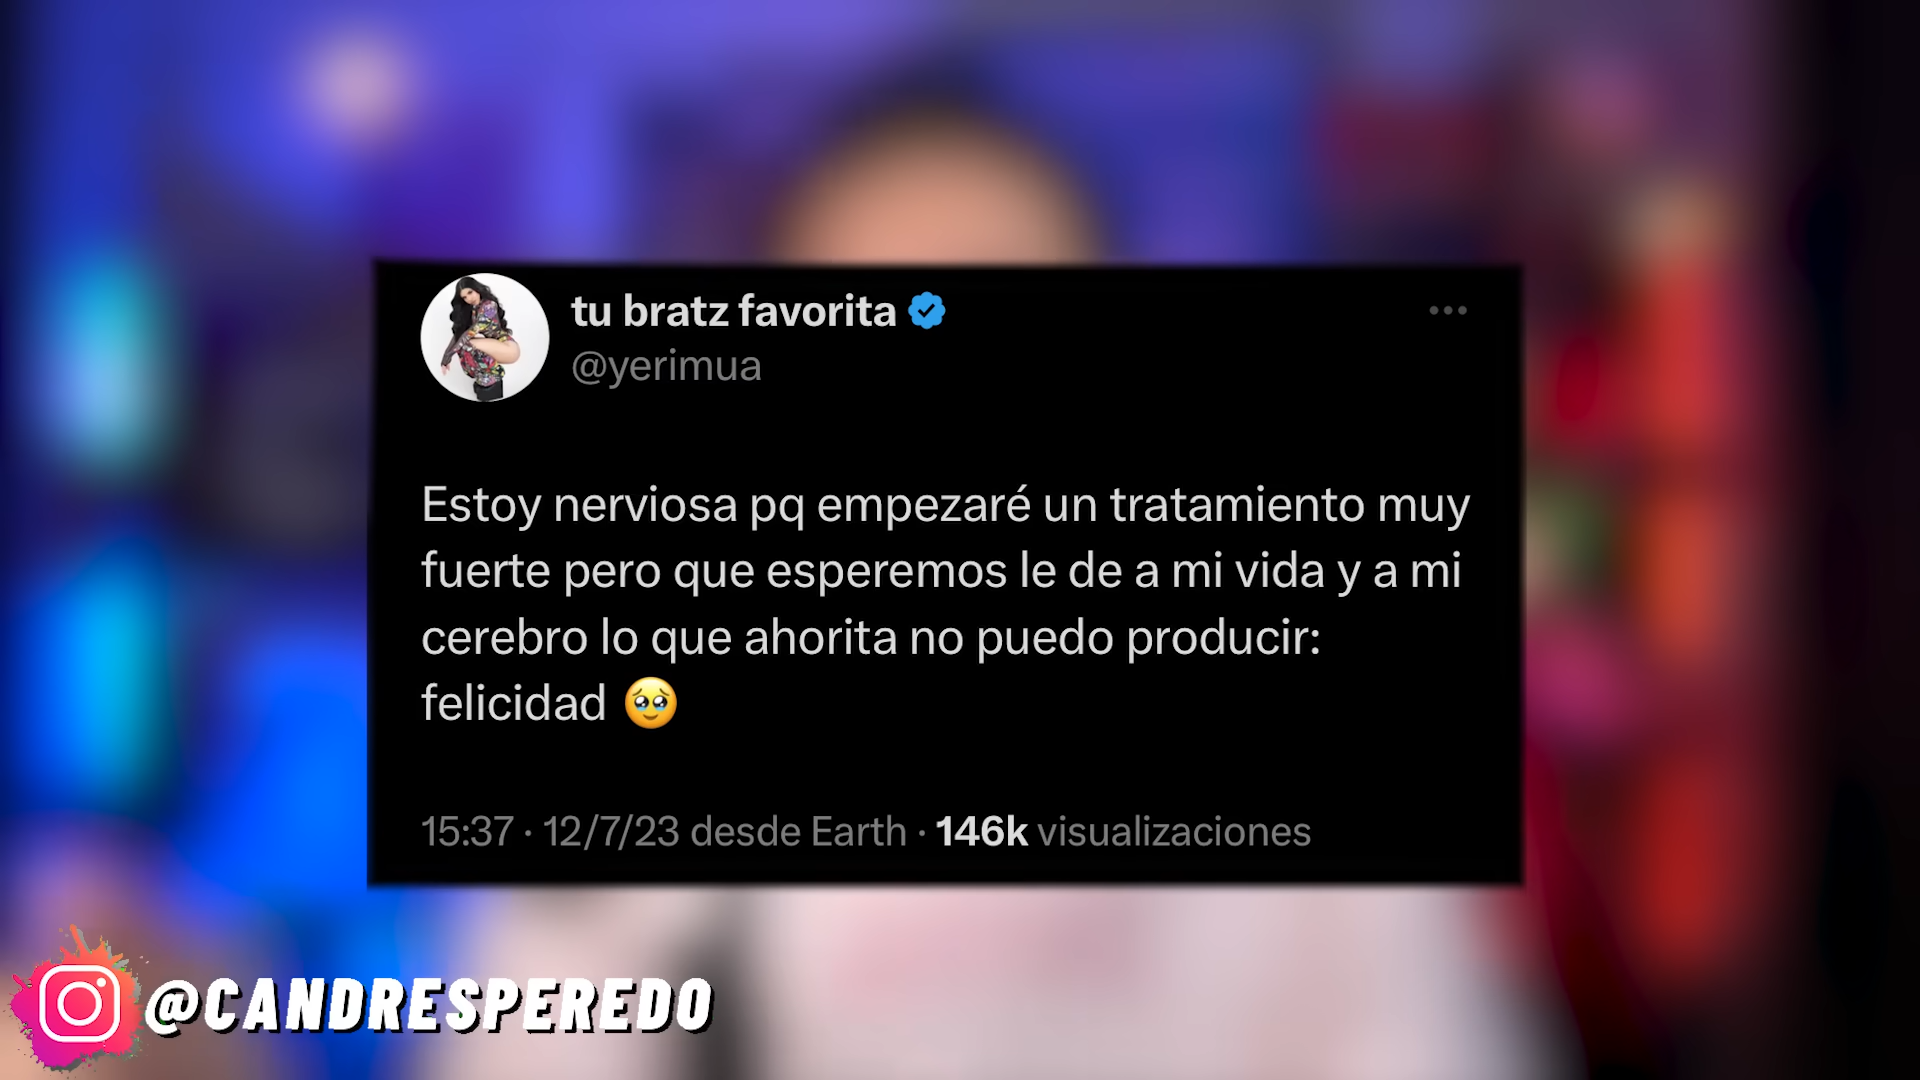 tu bratz favorita
@yerimua
Estoy nerviosa pq empezaré un tratamiento muy
fuerte pero que esperemos le de a mi vida y a mi
cerebro lo que ahorita no puedo producir:
felicidad 🥹
15:37 · 12/7/23 desde Earth · 146k visualizaciones
@CANDRESPEREDO